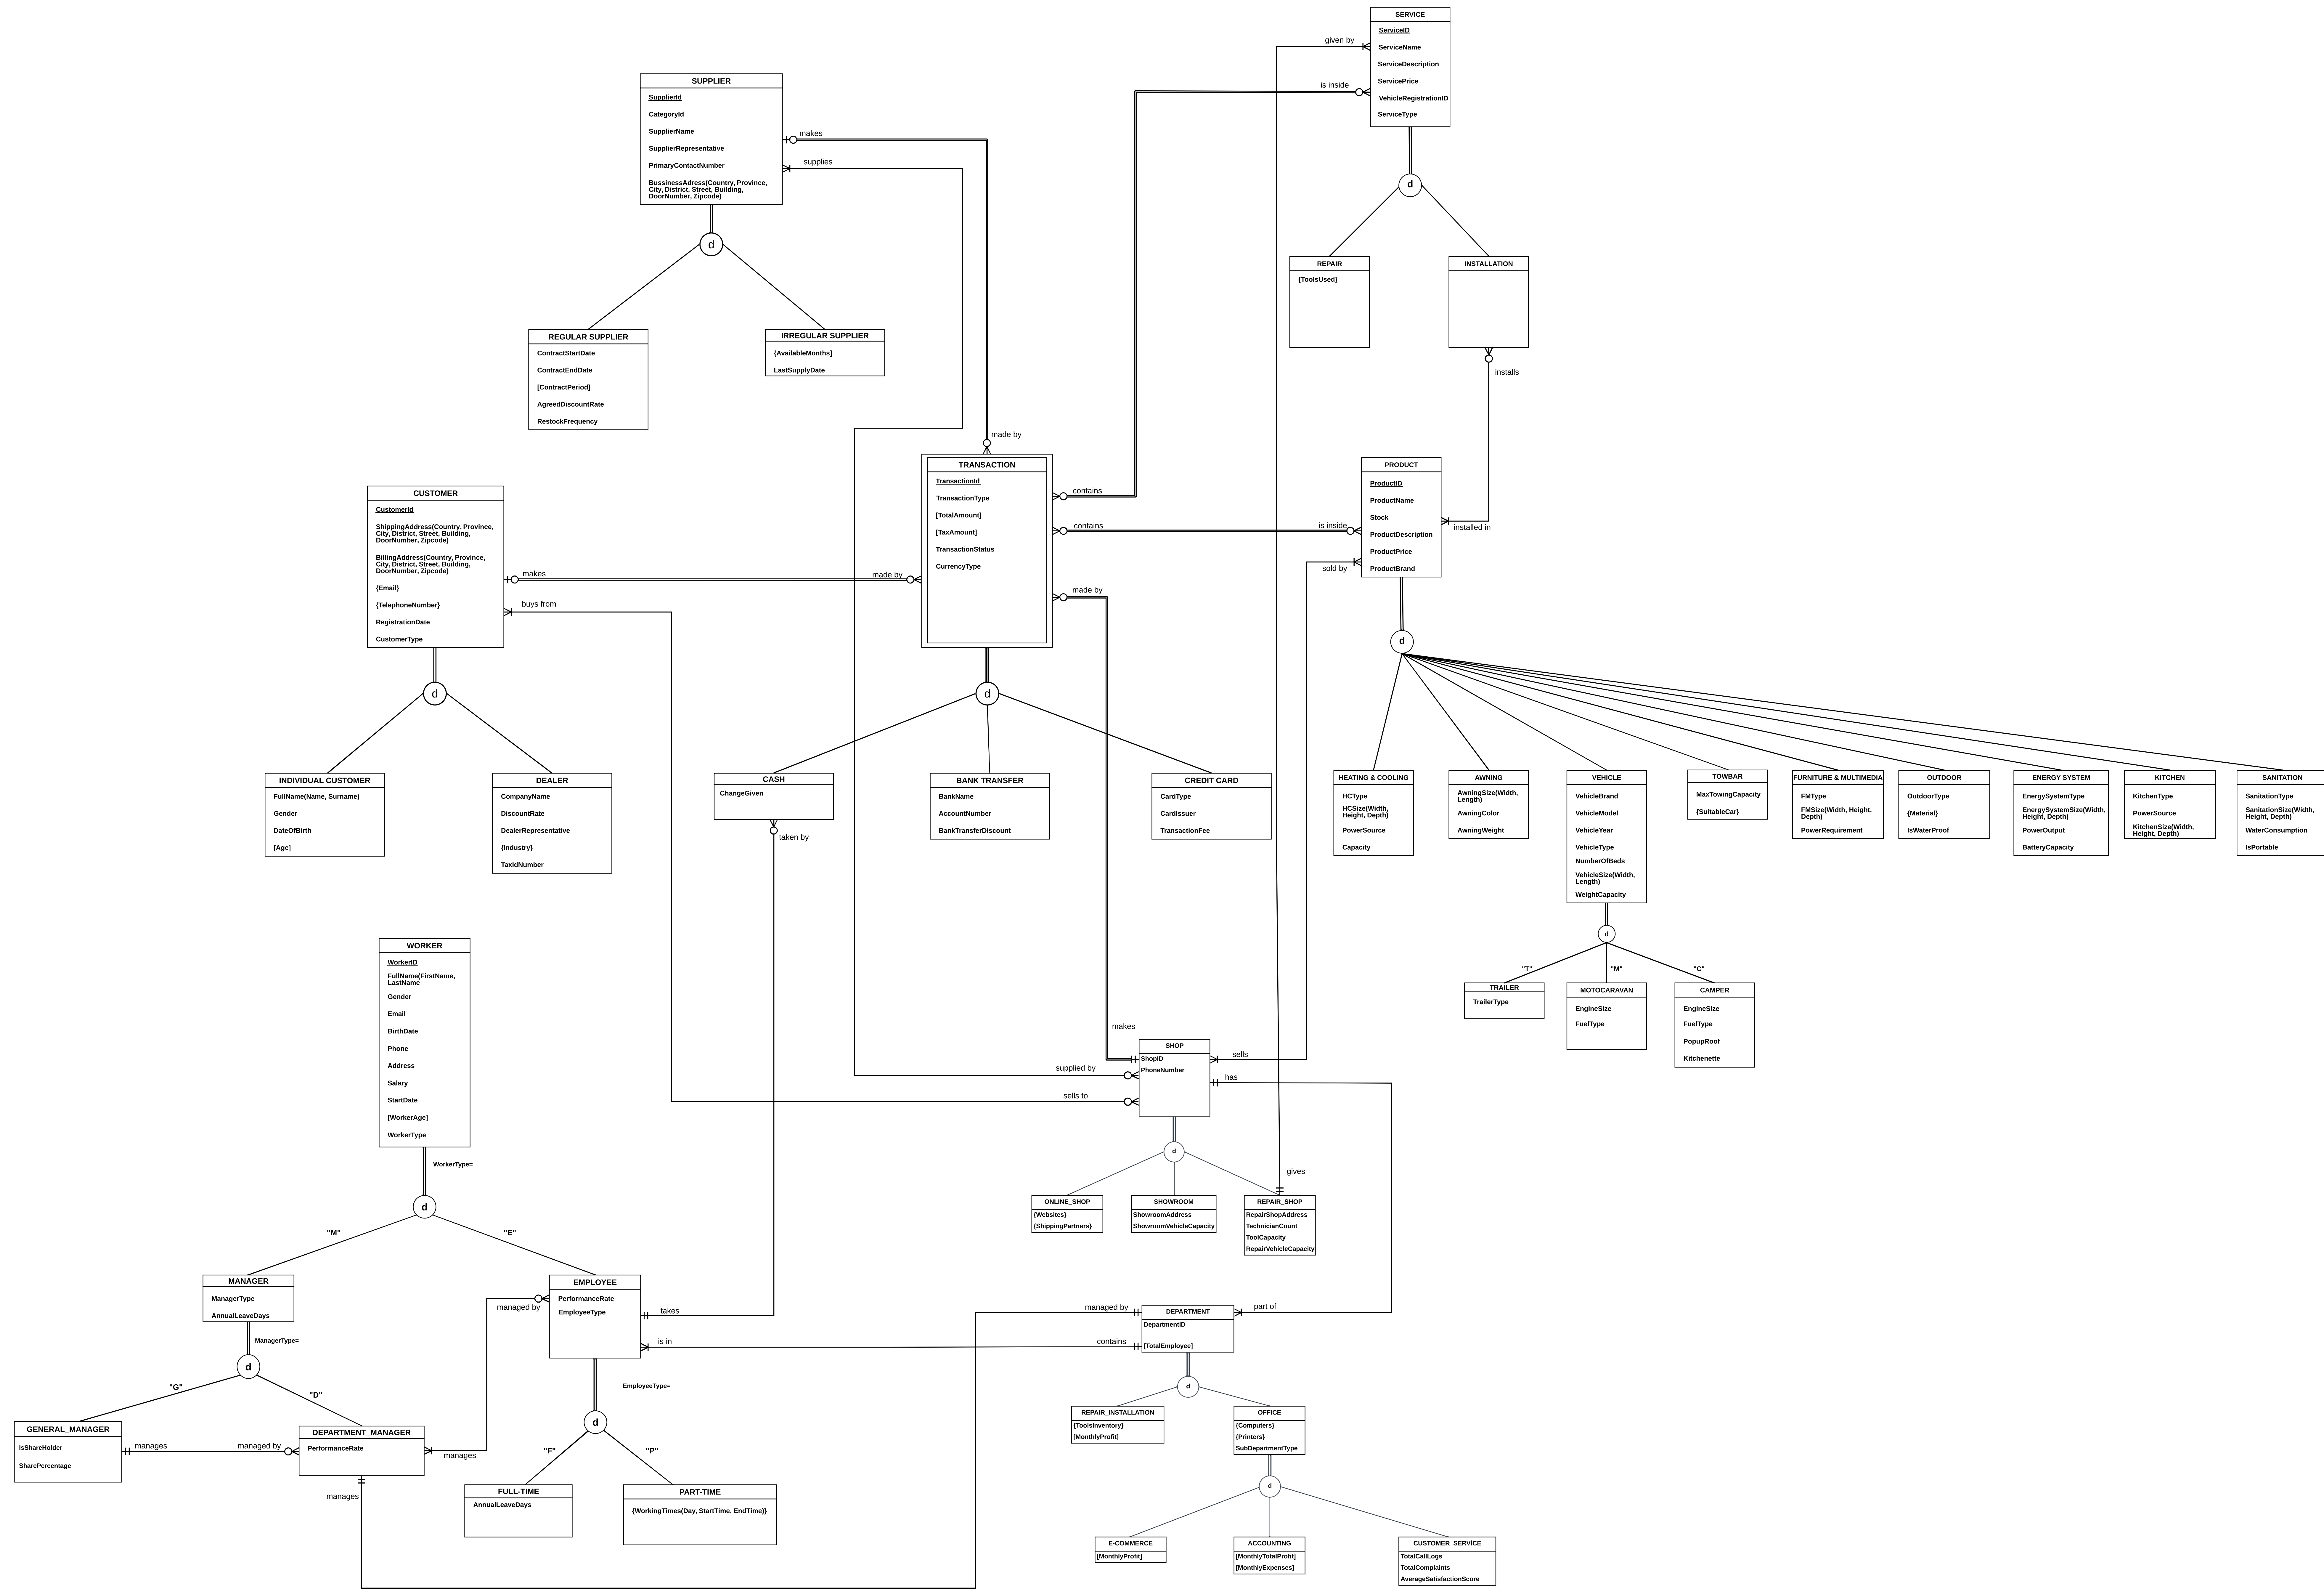 SERVICE
ServiceID
ServiceName
ServiceDescription
ServicePrice
VehicleRegistrationID
ServiceType
given by
is inside
SUPPLIER
SupplierId
CategoryId
SupplierName
SupplierRepresentative
PrimaryContactNumber
BussinessAdress(Country, Province,
City, District, Street, Building,
DoorNumber, Zipcode)
makes
supplies
d
d
REPAIR
{ToolsUsed}
INSTALLATION
installs
REGULAR SUPPLIER
ContractStartDate
ContractEndDate
[ContractPeriod]
AgreedDiscountRate
RestockFrequency
IRREGULAR SUPPLIER
{AvailableMonths]
LastSupplyDate
made by
TRANSACTION
TransactionId
TransactionType
[TotalAmount]
[TaxAmount]
TransactionStatus
CurrencyType
contains
contains
is inside
made by
PRODUCT
ProductID
ProductName
Stock
ProductDescription
ProductPrice
ProductBrand
installed in
sold by
CUSTOMER
CustomerId
ShippingAddress(Country, Province,
City, District, Street, Building,
DoorNumber, Zipcode)
BillingAddress(Country, Province,
City, District, Street, Building,
DoorNumber, Zipcode)
{Email}
{TelephoneNumber}
RegistrationDate
CustomerType
makes
made by
buys from
d
d
d
INDIVIDUAL CUSTOMER
FullName(Name, Surname)
Gender
DateOfBirth
[Age]
DEALER
CompanyName
DiscountRate
DealerRepresentative
{Industry}
TaxIdNumber
CASH
ChangeGiven
taken by
BANK TRANSFER
BankName
AccountNumber
BankTransferDiscount
CREDIT CARD
CardType
CardIssuer
TransactionFee
HEATING & COOLING
HCType
HCSize(Width,
Height, Depth)
PowerSource
Capacity
AWNING
AwningSize(Width,
Length)
AwningColor
AwningWeight
VEHICLE
VehicleBrand
VehicleModel
VehicleYear
VehicleType
NumberOfBeds
VehicleSize(Width,
Length)
WeightCapacity
TOWBAR
MaxTowingCapacity
{SuitableCar}
FURNITURE & MULTIMEDIA
FMType
FMSize(Width, Height,
Depth)
PowerRequirement
OUTDOOR
OutdoorType
{Material}
IsWaterProof
ENERGY SYSTEM
EnergySystemType
EnergySystemSize(Width,
Height, Depth)
PowerOutput
BatteryCapacity
KITCHEN
KitchenType
PowerSource
KitchenSize(Width,
Height, Depth)
SANITATION
SanitationType
SanitationSize(Width,
Height, Depth)
WaterConsumption
IsPortable
d
"T"
"M"
"C"
TRAILER
TrailerType
MOTOCARAVAN
EngineSize
FuelType
CAMPER
EngineSize
FuelType
PopupRoof
Kitchenette
WORKER
WorkerID
FullName(FirstName,
LastName
Gender
Email
BirthDate
Phone
Address
Salary
StartDate
[WorkerAge]
WorkerType
WorkerType=
d
"M"
"E"
makes
SHOP
ShopID
PhoneNumber
sells
has
supplied by
sells to
d
gives
ONLINE_SHOP
{Websites}
{ShippingPartners}
SHOWROOM
ShowroomAddress
ShowroomVehicleCapacity
REPAIR_SHOP
RepairShopAddress
TechnicianCount
ToolCapacity
RepairVehicleCapacity
MANAGER
ManagerType
AnnualLeaveDays
ManagerType=
d
"G"
"D"
EMPLOYEE
PerformanceRate
EmployeeType
managed by
takes
is in
EmployeeType=
d
"F"
"P"
managed by
contains
DEPARTMENT
DepartmentID
[TotalEmployee]
part of
d
GENERAL_MANAGER
IsShareHolder
SharePercentage
manages
managed by
DEPARTMENT_MANAGER
PerformanceRate
manages
manages
FULL-TIME
AnnualLeaveDays
PART-TIME
{WorkingTimes(Day, StartTime, EndTime)}
REPAIR_INSTALLATION
{ToolsInventory}
[MonthlyProfit]
OFFICE
{Computers}
{Printers}
SubDepartmentType
d
E-COMMERCE
[MonthlyProfit]
ACCOUNTING
[MonthlyTotalProfit]
[MonthlyExpenses]
CUSTOMER_SERVİCE
TotalCallLogs
TotalComplaints
AverageSatisfactionScore